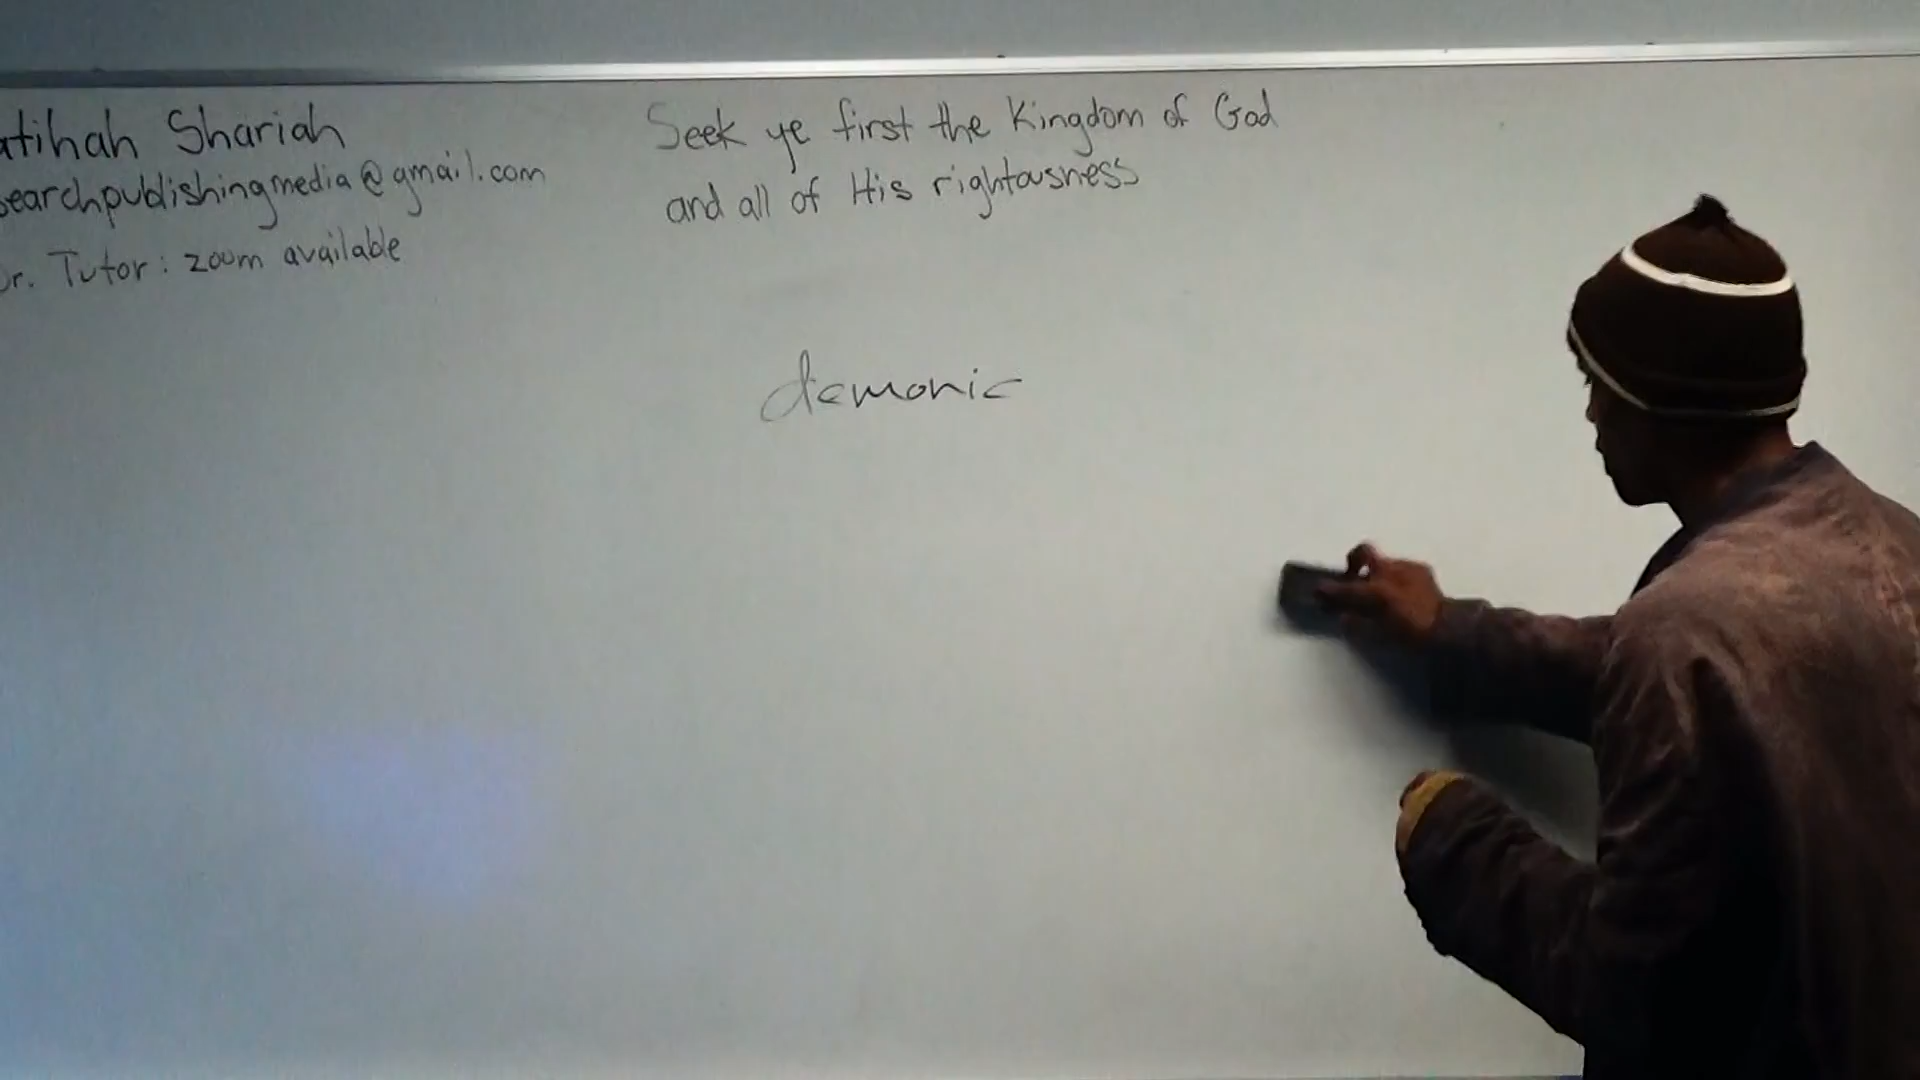 atihah Shariah
searchpublishingmedia@gmail.com
Dr. Tutor: zoom available
Seek ye first the Kingdom of God
and all of His rightousness
demonic